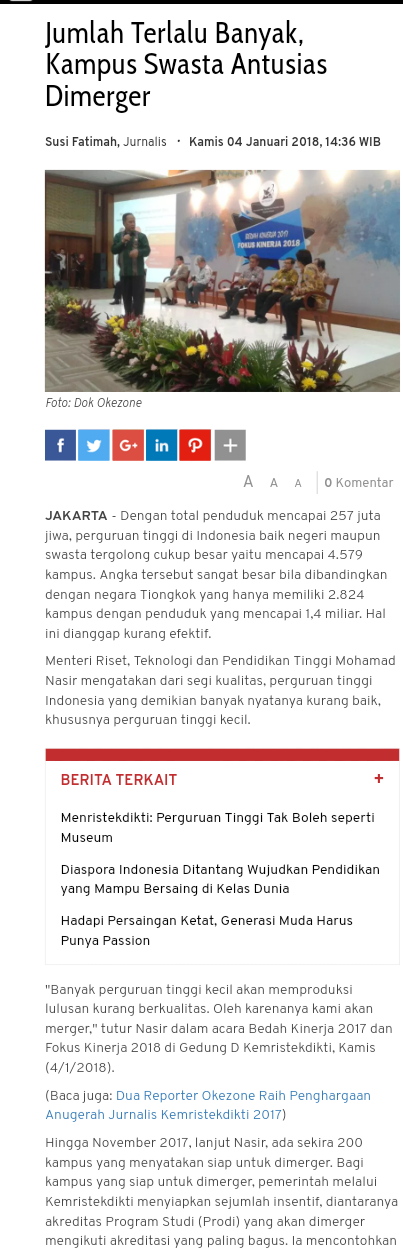 Jumlah Terlalu Banyak,
Kampus Swasta Antusias
Dimerger
Susi Fatimah, Jurnalis · Kamis 04 Januari 2018, 14:36 WIB
BEDAH KINERJA 2017
FOKUS KINERJA 2018
Foto: Dok Okezone
f G+ in +
A A A 0 Komentar
JAKARTA - Dengan total penduduk mencapai 257 juta
jiwa, perguruan tinggi di Indonesia baik negeri maupun
swasta tergolong cukup besar yaitu mencapai 4.579
kampus. Angka tersebut sangat besar bila dibandingkan
dengan negara Tiongkok yang hanya memiliki 2.824
kampus dengan penduduk yang mencapai 1,4 miliar. Hal
ini dianggap kurang efektif.
Menteri Riset, Teknologi dan Pendidikan Tinggi Mohamad
Nasir mengatakan dari segi kualitas, perguruan tinggi
Indonesia yang demikian banyak nyatanya kurang baik,
khususnya perguruan tinggi kecil.
BERITA TERKAIT +
Menristekdikti: Perguruan Tinggi Tak Boleh seperti
Museum
Diaspora Indonesia Ditantang Wujudkan Pendidikan
yang Mampu Bersaing di Kelas Dunia
Hadapi Persaingan Ketat, Generasi Muda Harus
Punya Passion
"Banyak perguruan tinggi kecil akan memproduksi
lulusan kurang berkualitas. Oleh karenanya kami akan
merger," tutur Nasir dalam acara Bedah Kinerja 2017 dan
Fokus Kinerja 2018 di Gedung D Kemristekdikti, Kamis
(4/1/2018).
(Baca juga: Dua Reporter Okezone Raih Penghargaan
Anugerah Jurnalis Kemristekdikti 2017)
Hingga November 2017, lanjut Nasir, ada sekira 200
kampus yang menyatakan siap untuk dimerger. Bagi
kampus yang siap untuk dimerger, pemerintah melalui
Kemristekdikti menyiapkan sejumlah insentif, diantaranya
akreditas Program Studi (Prodi) yang akan dimerger
mengikuti akreditasi yang paling bagus. Ia mencontohkan